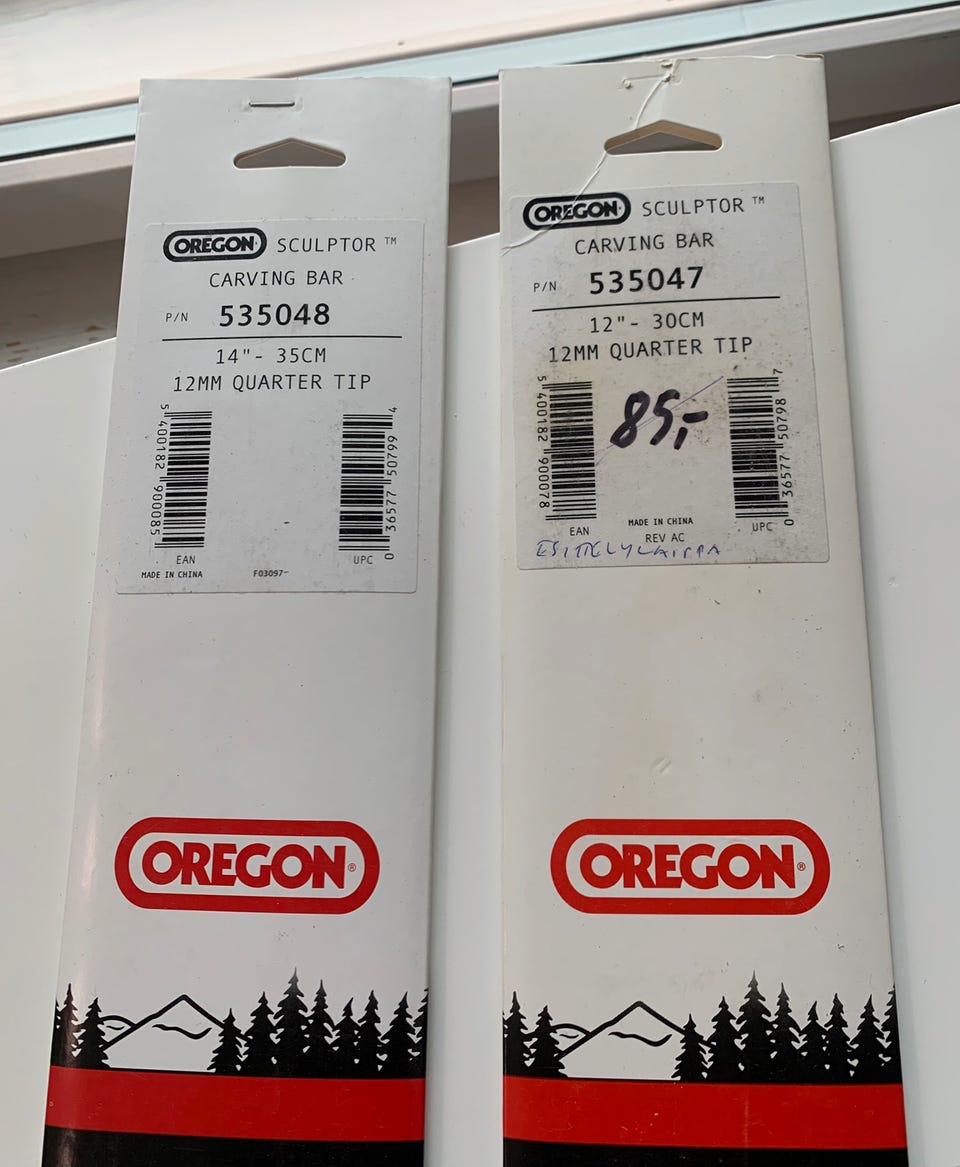 OREGON SCULPTOR ™
CARVING BAR
P/N 535048
14"- 35CM
12MM QUARTER TIP
5 400182 900085
0 36577 50799 4
EAN
UPC
MADE IN CHINA
F03097-
OREGON®
OREGON SCULPTOR ™
CARVING BAR
P/N 535047
12"- 30CM
12MM QUARTER TIP
5 400182 900078
85,-
0 36577 50798 7
EAN
MADE IN CHINA
UPC
REV AC
ESITTELYLAIPPA
OREGON®